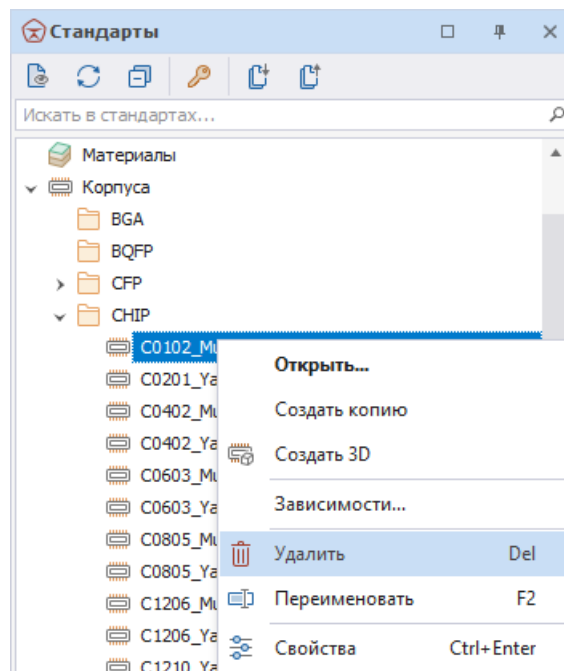 Стандарты
Искать в стандартах...
Материалы
Корпуса
BGA
BQFP
CFP
CHIP
C0102_Mu
Открыть...
C0201_Ya
Создать копию
C0402_Mu
C0402_Ya
Создать 3D
C0603_Mu
C0603_Ya
Зависимости...
C0805_Mu
Удалить Del
C0805_Ya
C1206_Mu
Переименовать F2
C1206_Ya
Свойства Ctrl+Enter
C1210_Ya